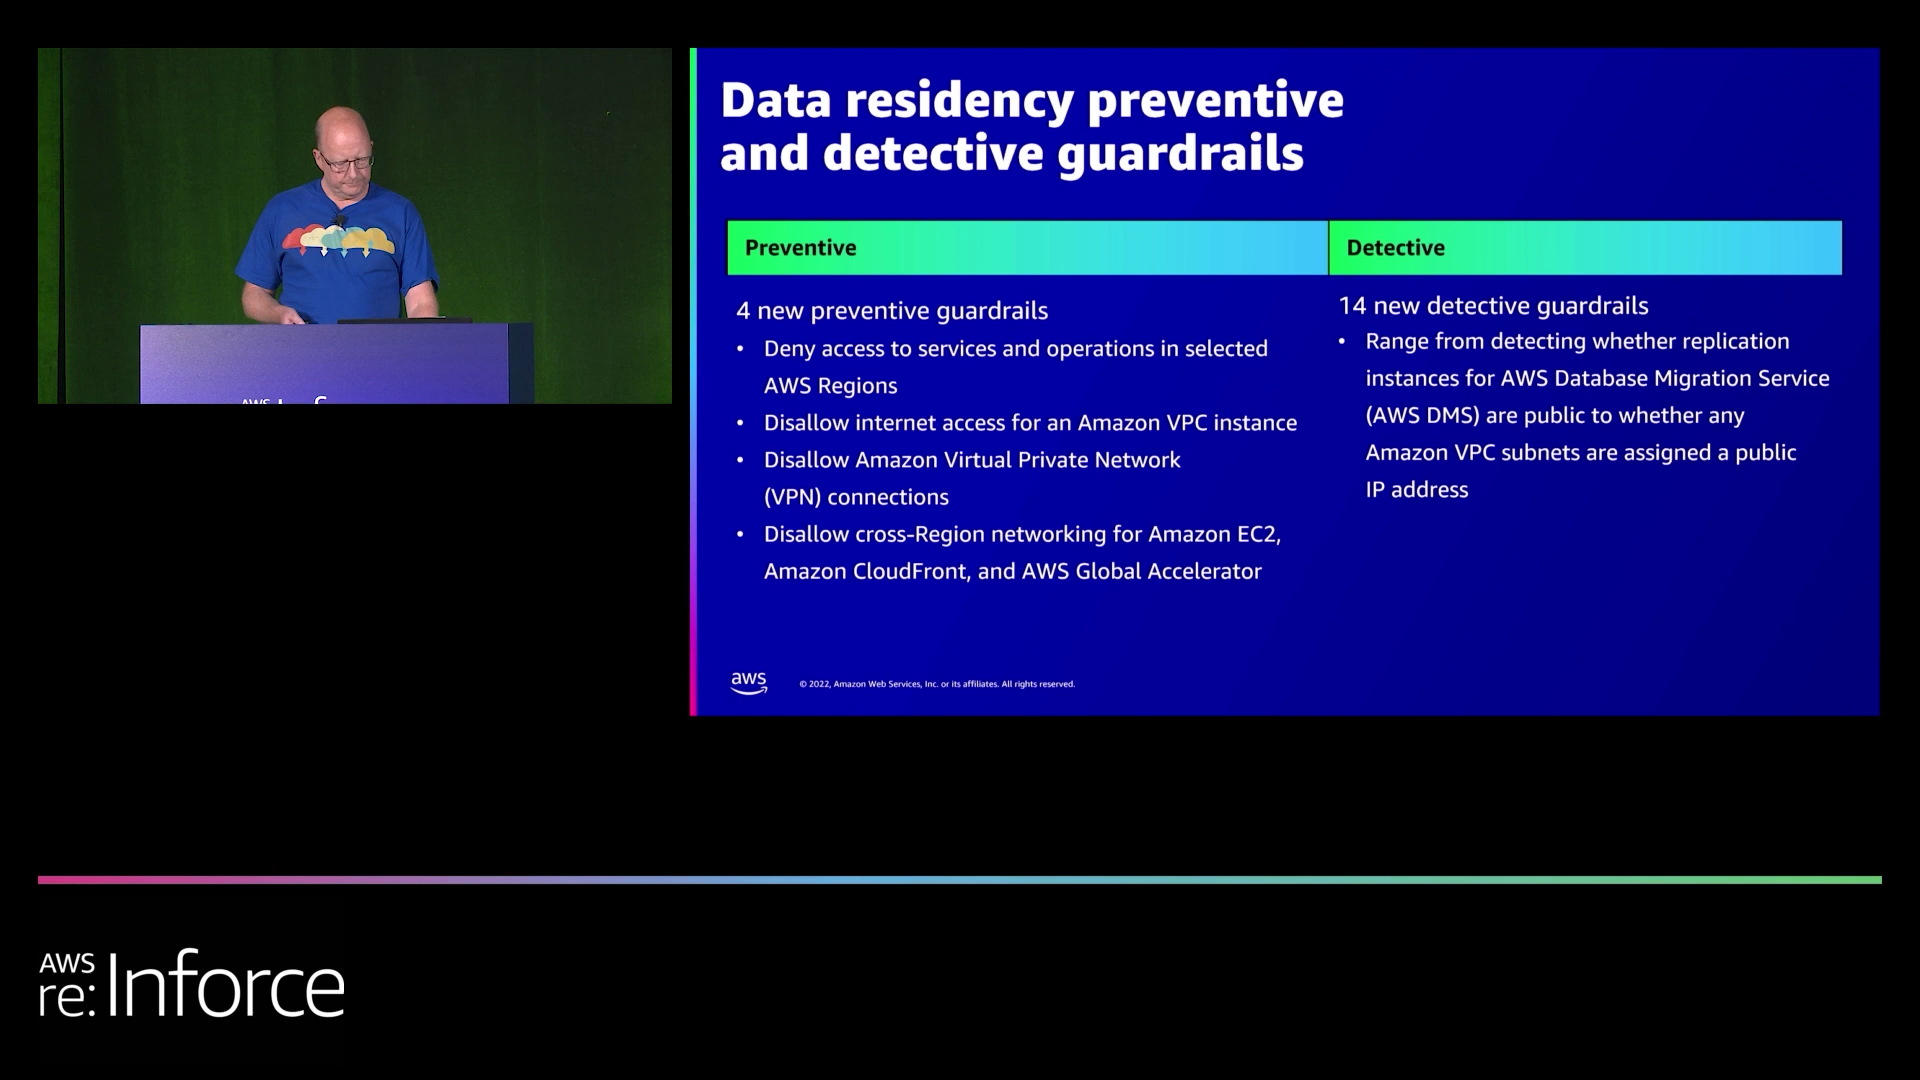 Data residency preventive
and detective guardrails
Preventive
4 new preventive guardrails
• Deny access to services and operations in selected
AWS Regions
• Disallow internet access for an Amazon VPC instance
• Disallow Amazon Virtual Private Network
(VPN) connections
• Disallow cross-Region networking for Amazon EC2,
Amazon CloudFront, and AWS Global Accelerator
Detective
14 new detective guardrails
• Range from detecting whether replication
instances for AWS Database Migration Service
(AWS DMS) are public to whether any
Amazon VPC subnets are assigned a public
IP address
aws
© 2022, Amazon Web Services, Inc. or its affiliates. All rights reserved.
AWS
re:Inforce